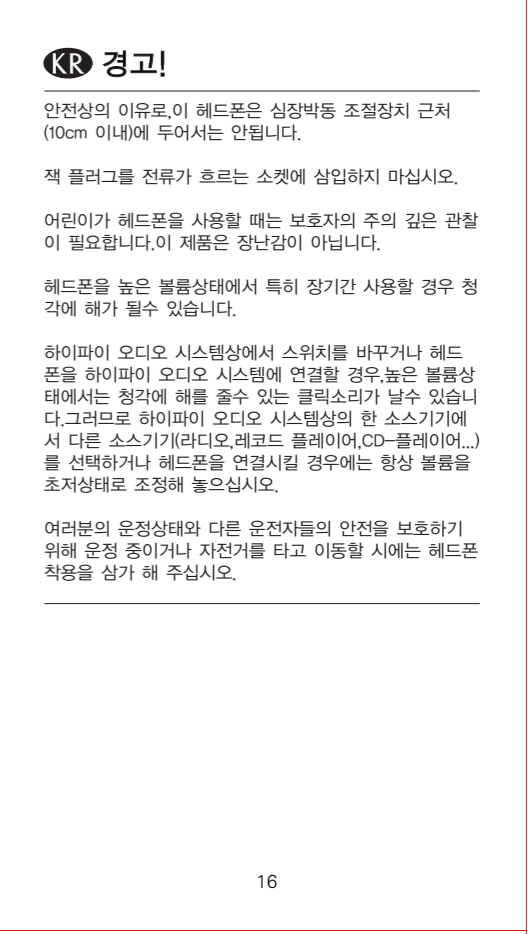 KR 경고!
안전상의 이유로,이 헤드폰은 심장박동 조절장치 근처
(10cm 이내)에 두어서는 안됩니다.
잭 플러그를 전류가 흐르는 소켓에 삽입하지 마십시오.
어린이가 헤드폰을 사용할 때는 보호자의 주의 깊은 관찰
이 필요합니다.이 제품은 장난감이 아닙니다.
헤드폰을 높은 볼륨상태에서 특히 장기간 사용할 경우 청
각에 해가 될수 있습니다.
하이파이 오디오 시스템상에서 스위치를 바꾸거나 헤드
폰을 하이파이 오디오 시스템에 연결할 경우,높은 볼륨상
태에서는 청각에 해를 줄수 있는 클릭소리가 날수 있습니
다.그러므로 하이파이 오디오 시스템상의 한 소스기기에
서 다른 소스기기(라디오,레코드 플레이어,CD-플레이어...)
를 선택하거나 헤드폰을 연결시킬 경우에는 항상 볼륨을
초저상태로 조정해 놓으십시오.
여러분의 운정상태와 다른 운전자들의 안전을 보호하기
위해 운정 중이거나 자전거를 타고 이동할 시에는 헤드폰
착용을 삼가 해 주십시오.
16